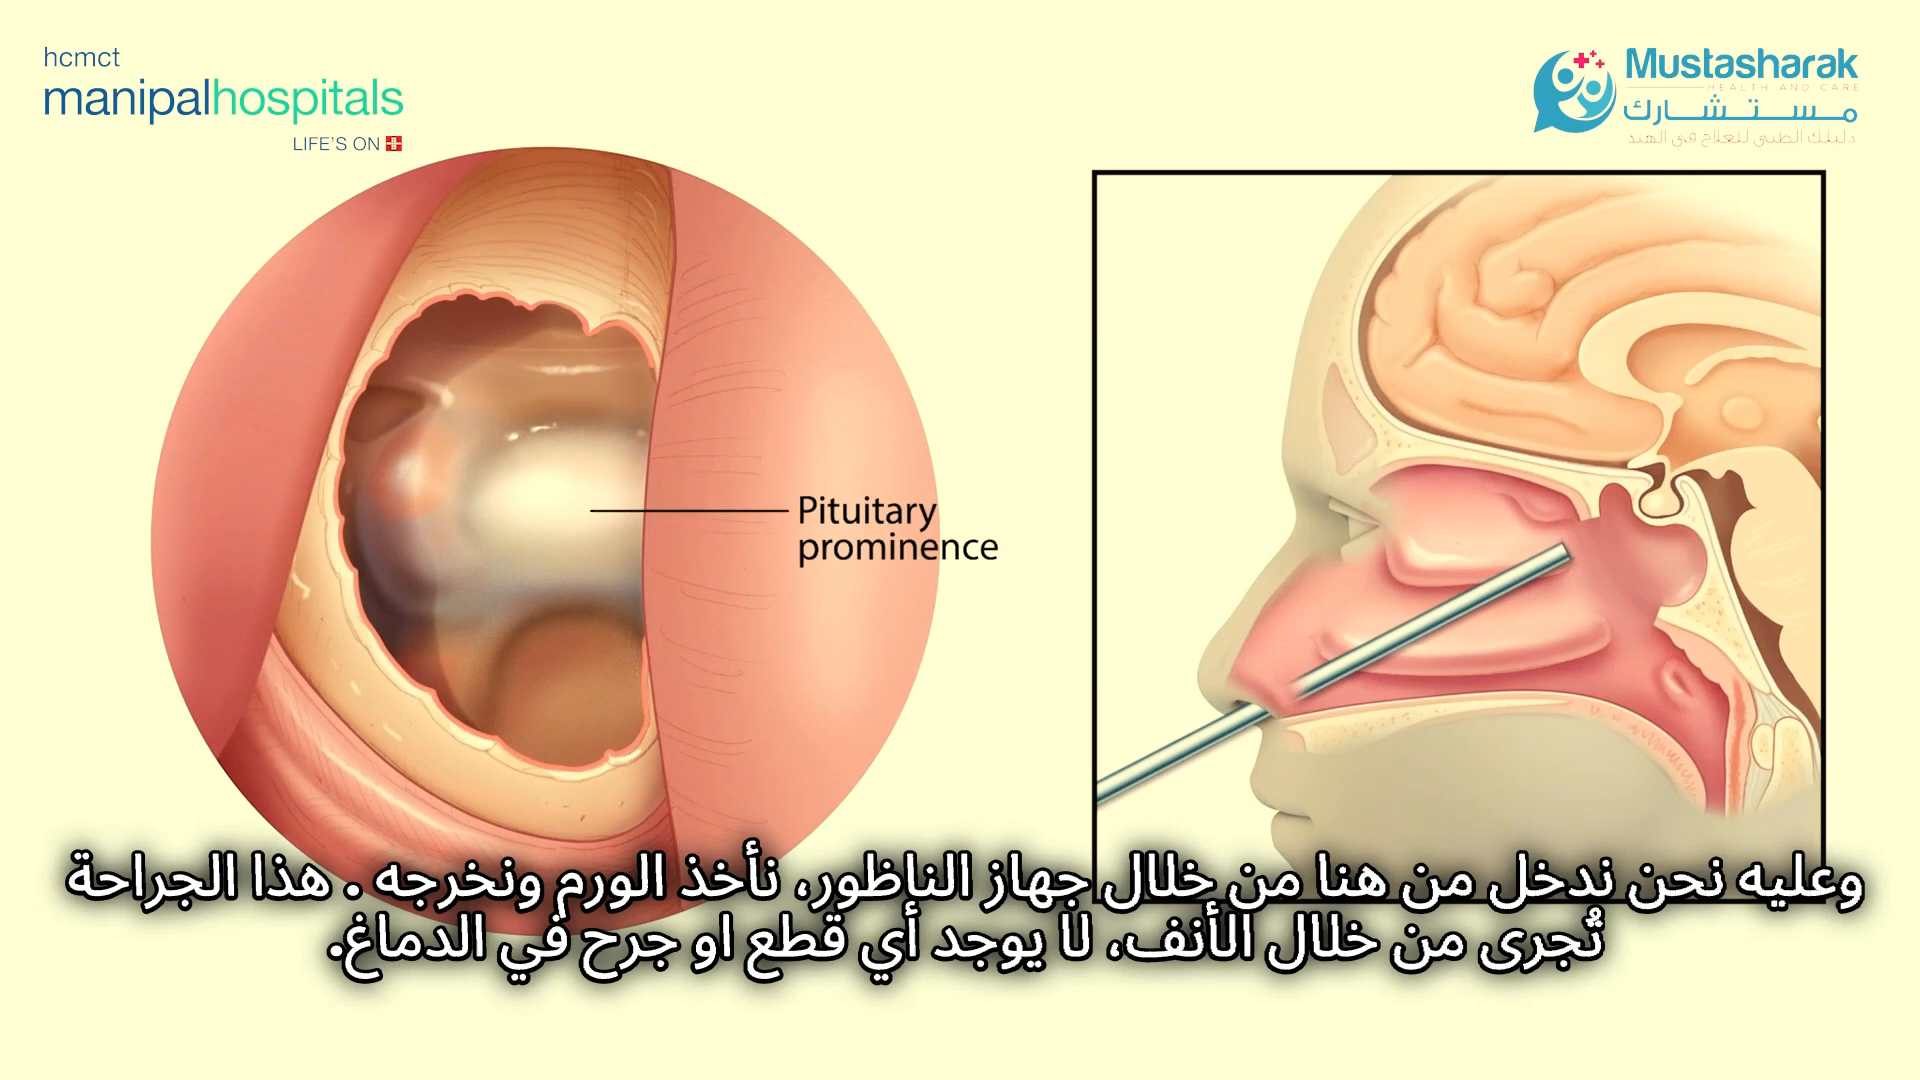 hcmct
manipalhospitals
LIFE'S ON
Mustasharak
HEALTH AND CARE
مستشارك
دليلك الطبي للعلاج في الهند
Pituitary
prominence
وعليه نحن ندخل من هنا من خلال جهاز الناظور، نأخذ الورم ونخرجه . هذا الجراحة
تُجرى من خلال الأنف، لا يوجد أي قطع او جرح في الدماغ.